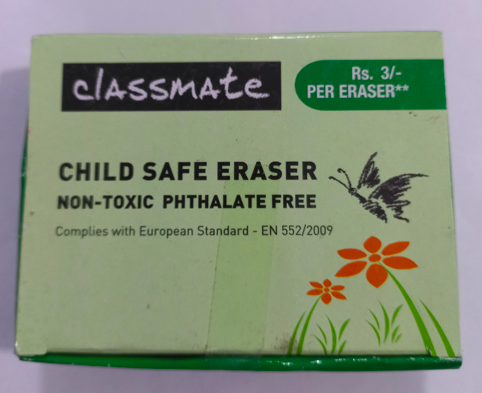 classmate
Rs. 3/-
PER ERASER**
CHILD SAFE ERASER
NON-TOXIC PHTHALATE FREE
Complies with European Standard - EN 552/2009